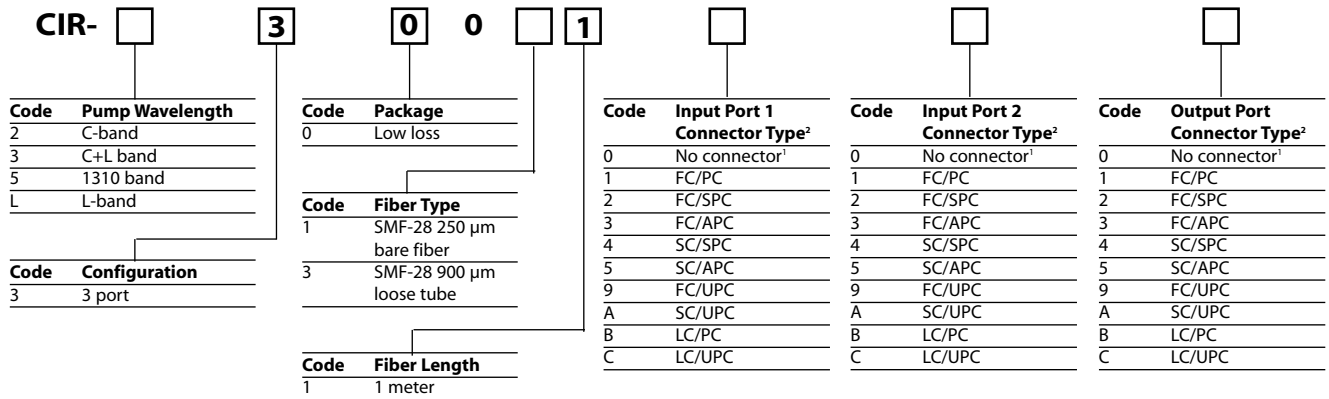 CIR- 3 0 0 1
Code Pump Wavelength
2 C-band
3 C+L band
5 1310 band
L L-band
Code Configuration
3 3 port
Code Package
0 Low loss
Code Fiber Type
1 SMF-28 250 µm
bare fiber
3 SMF-28 900 µm
loose tube
Code Fiber Length
1 1 meter
Code Input Port 1
Connector Type²
0 No connector¹
1 FC/PC
2 FC/SPC
3 FC/APC
4 SC/SPC
5 SC/APC
9 FC/UPC
A SC/UPC
B LC/PC
C LC/UPC
Code Input Port 2
Connector Type²
0 No connector¹
1 FC/PC
2 FC/SPC
3 FC/APC
4 SC/SPC
5 SC/APC
9 FC/UPC
A SC/UPC
B LC/PC
C LC/UPC
Code Output Port
Connector Type²
0 No connector¹
1 FC/PC
2 FC/SPC
3 FC/APC
4 SC/SPC
5 SC/APC
9 FC/UPC
A SC/UPC
B LC/PC
C LC/UPC